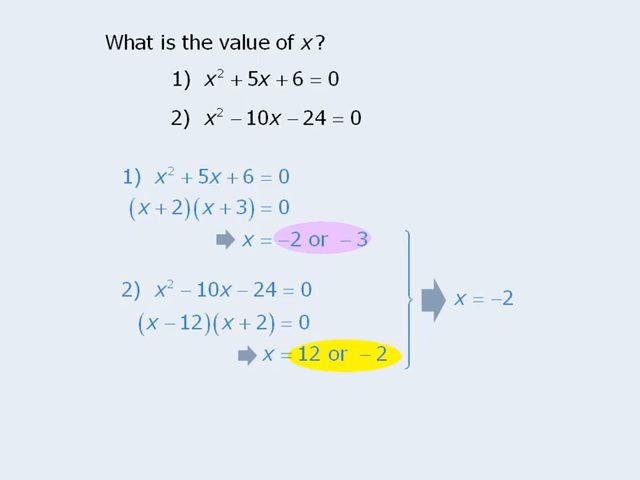 What is the value of x?
1) x² + 5x + 6 = 0
2) x² − 10x − 24 = 0
1) x² + 5x + 6 = 0
(x + 2)(x + 3) = 0
x = −2 or −3
2) x² − 10x − 24 = 0
(x − 12)(x + 2) = 0
x = 12 or −2
x = −2